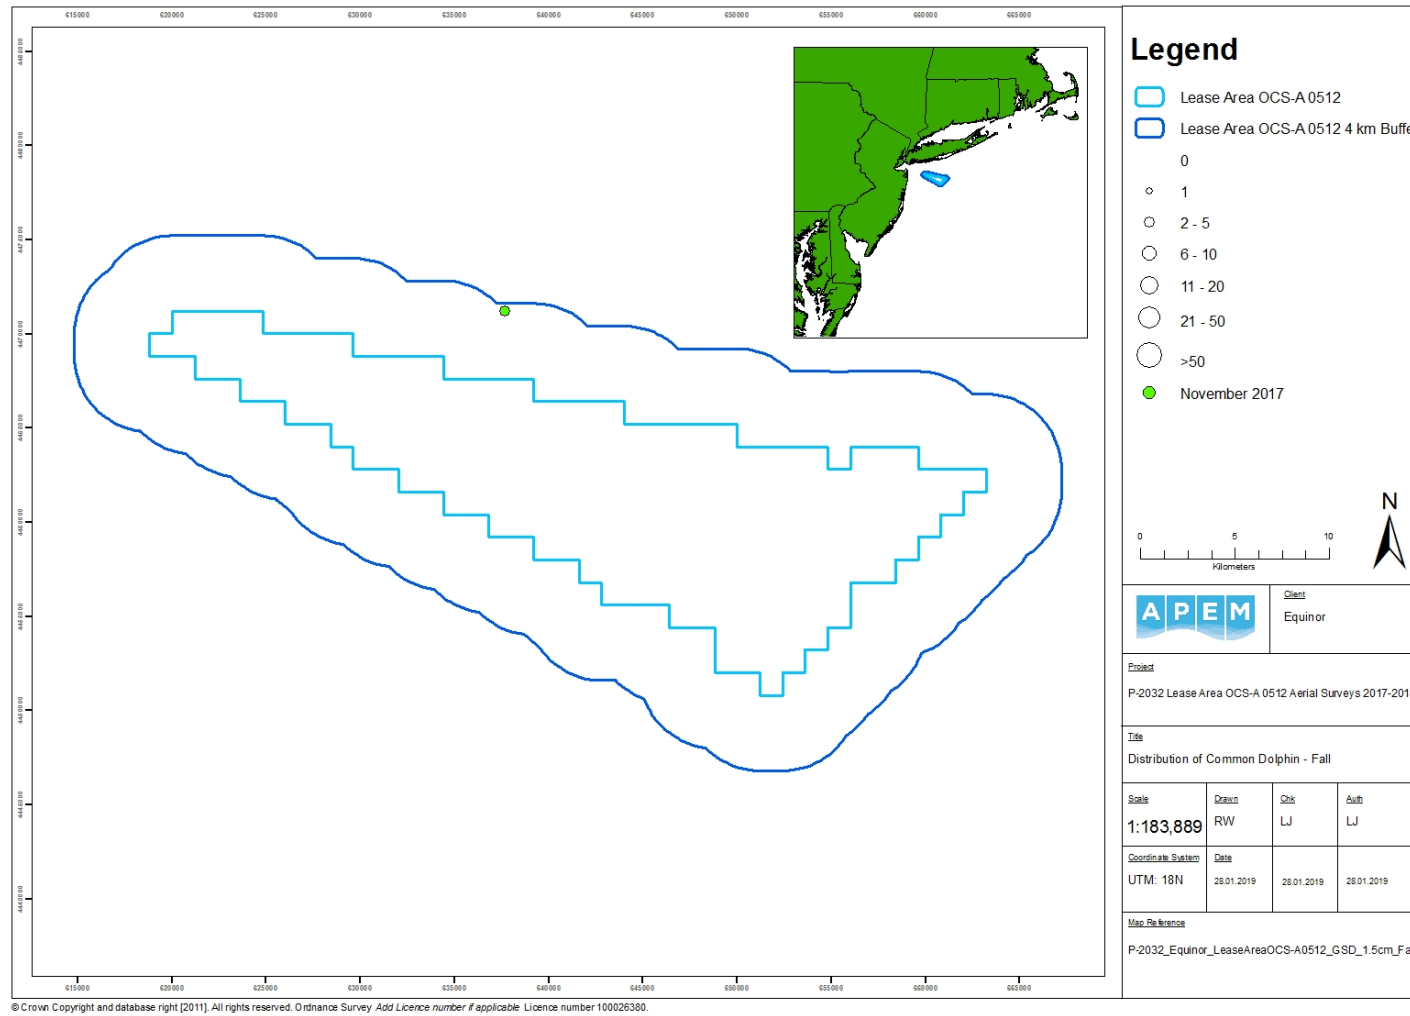 615000 620000 625000 630000 635000 640000 645000 650000 655000 660000 665000
Legend
Lease Area OCS-A 0512
Lease Area OCS-A 0512 4 km Buffe
0
1
2 - 5
6 - 10
11 - 20
21 - 50
>50
November 2017
N
0 5 10
Kilometers
APEM
Client
Equinor
Project
P-2032 Lease Area OCS-A 0512 Aerial Surveys 2017-201
Title
Distribution of Common Dolphin - Fall
Scale Drawn Chk Auth
1:183,889 RW LJ LJ
Coordinate System Date
UTM: 18N 28.01.2019 28.01.2019 28.01.2019
Map Reference
P-2032_Equinor_LeaseAreaOCS-A0512_GSD_1.5cm_Fa
615000 620000 625000 630000 635000 640000 645000 650000 655000 660000 665000
© Crown Copyright and database right [2011]. All rights reserved. Ordnance Survey Add Licence number if applicable Licence number 100026380.